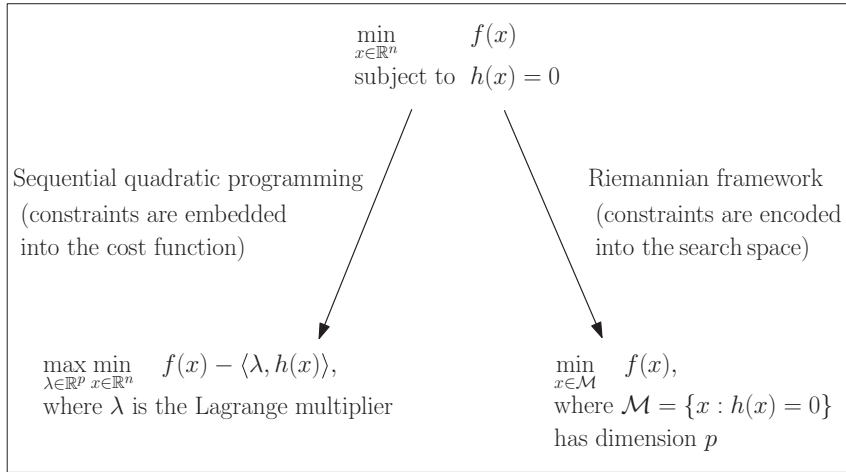 min f(x)
x∈ℝⁿ
subject to h(x) = 0
Sequential quadratic programming
(constraints are embedded
into the cost function)
Riemannian framework
(constraints are encoded
into the search space)
max min f(x) − ⟨λ, h(x)⟩,
λ∈ℝᵖ x∈ℝⁿ
where λ is the Lagrange multiplier
min f(x),
x∈ℳ
where ℳ = {x : h(x) = 0}
has dimension p